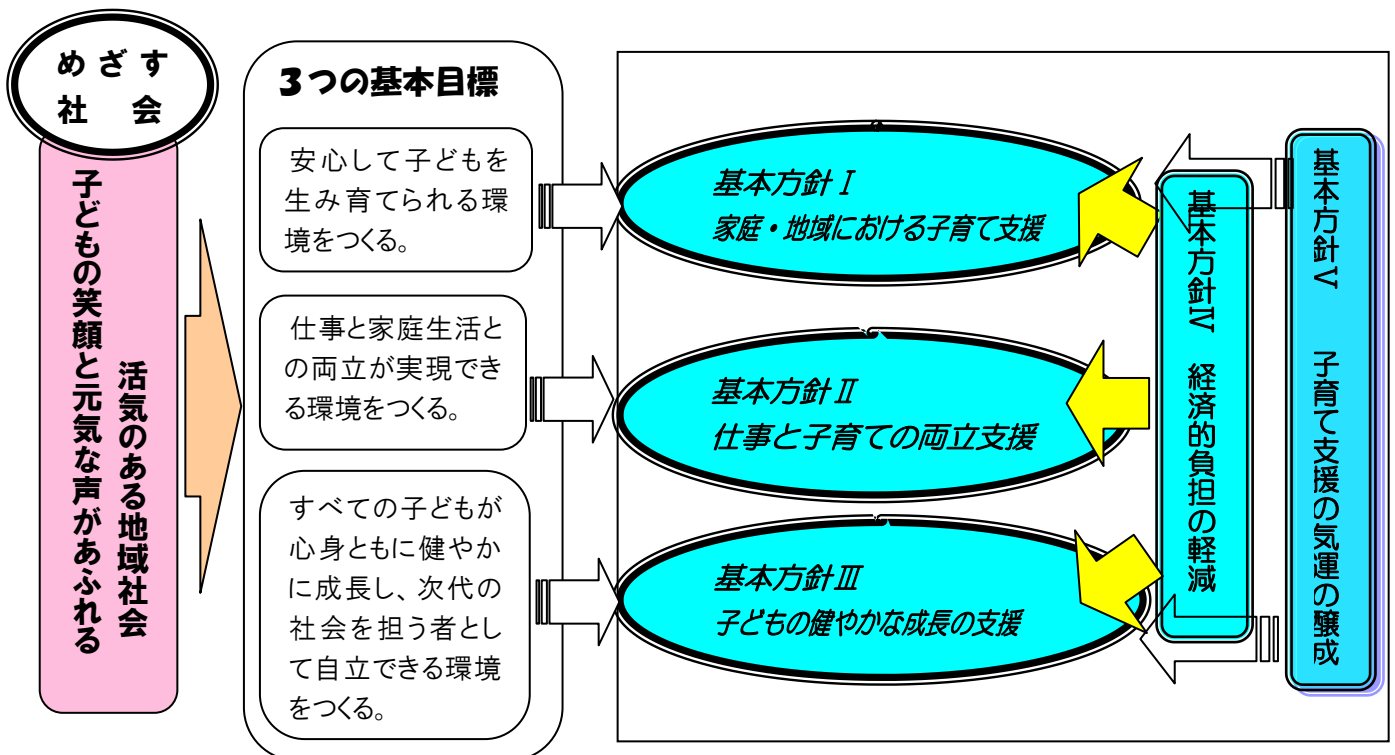 めざす
社　会
子どもの笑顔と元気な声があふれる
活気のある地域社会
３つの基本目標
安心して子どもを
生み育てられる環
境をつくる。
仕事と家庭生活と
の両立が実現でき
る環境をつくる。
すべての子どもが
心身ともに健やか
に成長し、次代の
社会を担う者とし
て自立できる環境
をつくる。
基本方針Ⅰ
家庭・地域における子育て支援
基本方針Ⅱ
仕事と子育ての両立支援
基本方針Ⅲ
子どもの健やかな成長の支援
基本方針Ⅳ　経済的負担の軽減
基本方針Ⅴ　子育て支援の気運の醸成